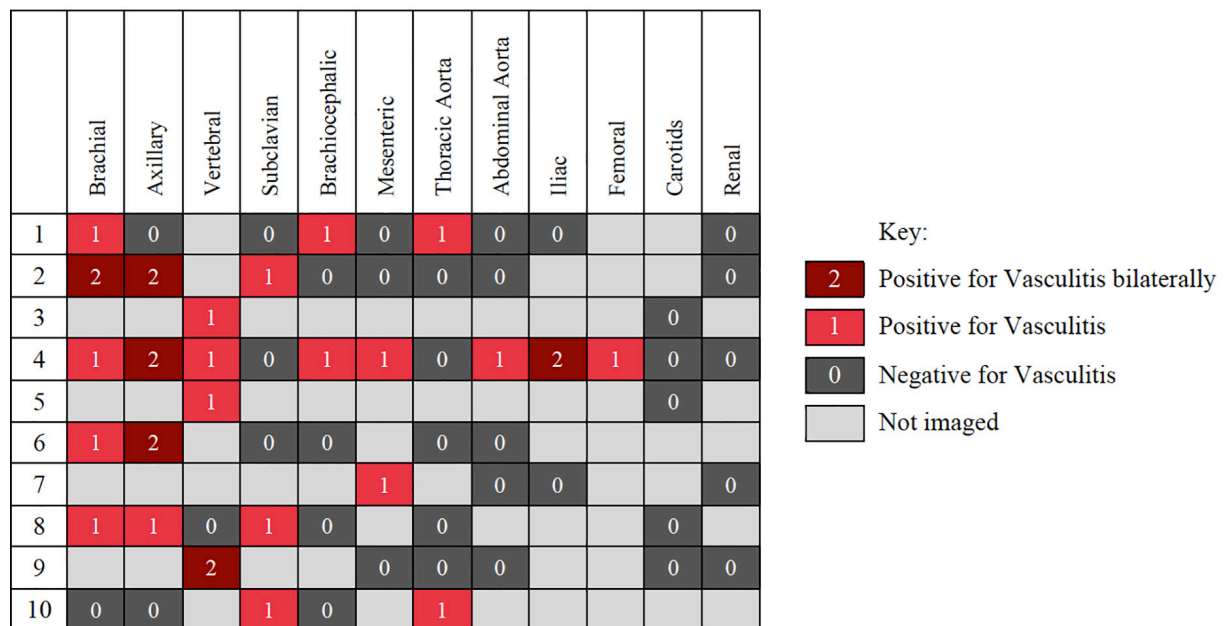 Brachial Axillary Vertebral Subclavian Brachiocephalic Mesenteric Thoracic Aorta Abdominal Aorta Iliac Femoral Carotids Renal
1 1 0 0 1 0 1 0 0 0
2 2 2 1 0 0 0 0 0
3 1 0
4 1 2 1 0 1 1 0 1 2 1 0 0
5 1 0
6 1 2 0 0 0 0
7 1 0 0 0
8 1 1 0 1 0 0 0
9 2 0 0 0 0 0
10 0 0 1 0 1
Key:
2 Positive for Vasculitis bilaterally
1 Positive for Vasculitis
0 Negative for Vasculitis
Not imaged